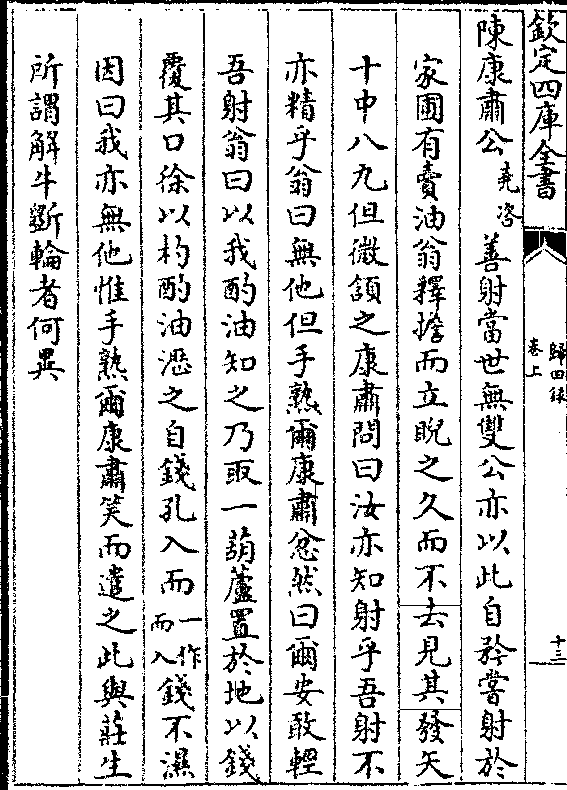 欽定四庫全書
歸田録
卷上
十三
陳康肅公堯咨善射當世無雙公亦以此自矜嘗射於
家圃有賣油翁釋擔而立睨之久而不去見其發矢
十中八九但微頷之康肅問曰汝亦知射乎吾射不
亦精乎翁曰無他但手熟爾康肅忿然曰爾安敢輕
吾射翁曰以我酌油知之乃取一葫蘆置於地以錢
覆其口徐以杓酌油瀝之自錢孔入而一作而入錢不濕
因曰我亦無他惟手熟爾康肅笑而遣之此與莊生
所謂解牛斲輪者何異